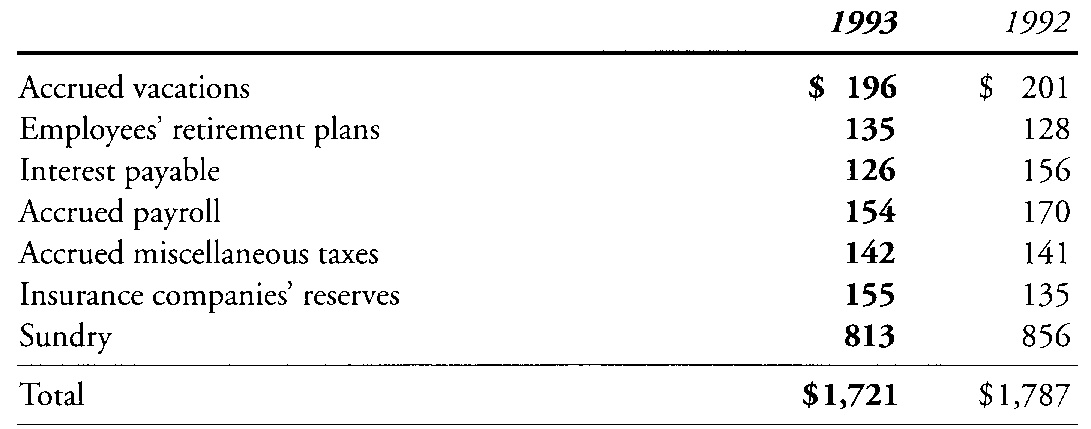 1993 1992
Accrued vacations $ 196 $ 201
Employees' retirement plans 135 128
Interest payable 126 156
Accrued payroll 154 170
Accrued miscellaneous taxes 142 141
Insurance companies' reserves 155 135
Sundry 813 856
Total $1,721 $1,787